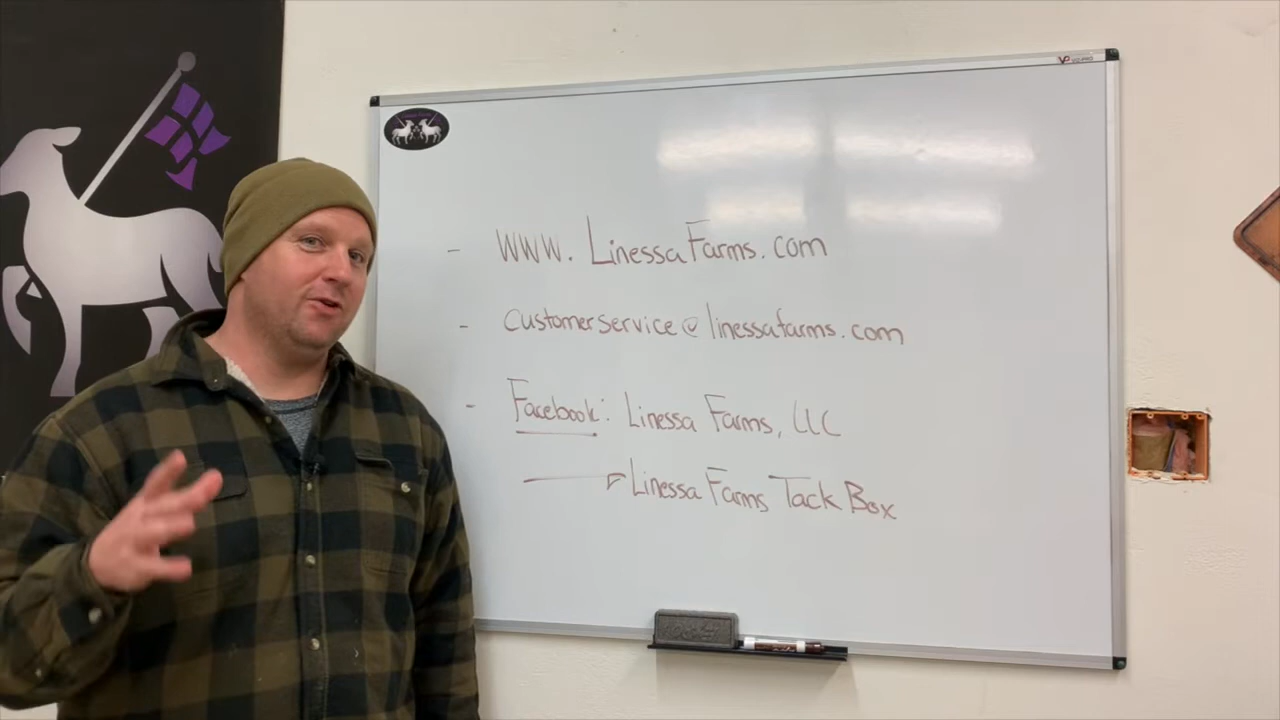 - www. LinessaFarms.com
- customerservice@linessafarms.com
- Facebook: Linessa Farms, LLC
Linessa Farms Tack Box